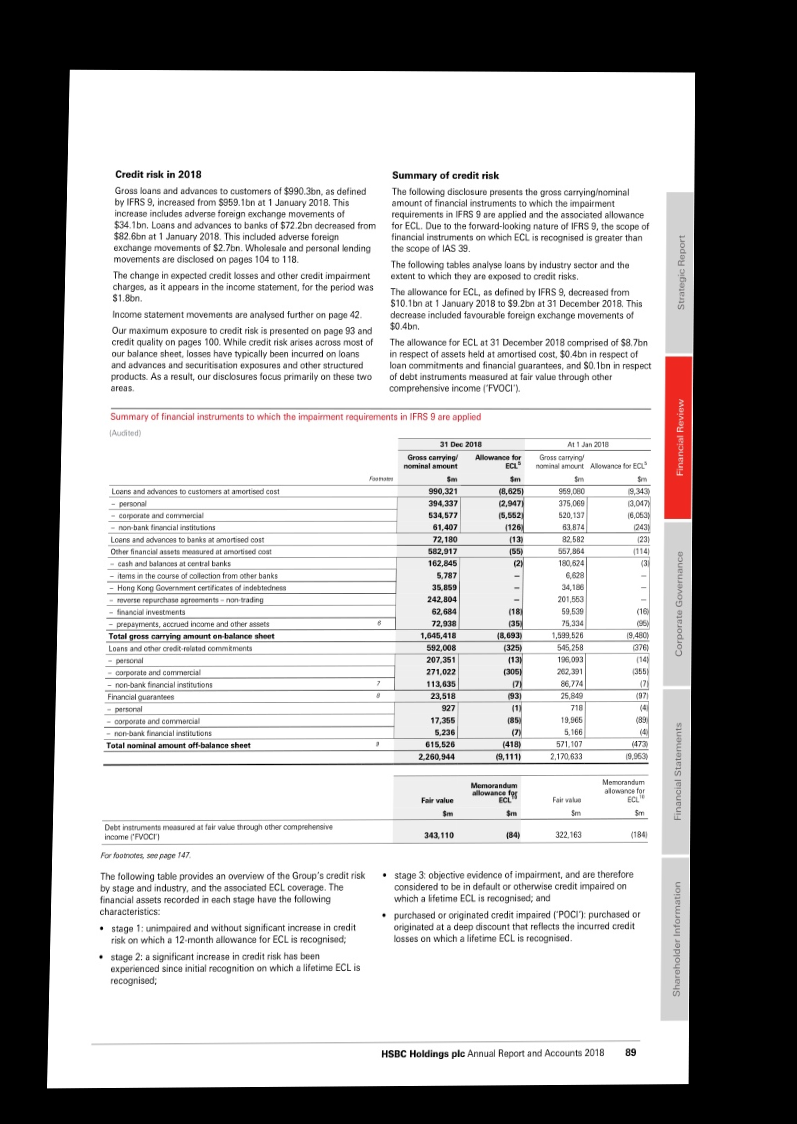 Credit risk in 2018
Gross loans and advances to customers of $990.3bn, as defined
by IFRS 9, increased from $959.1bn at 1 January 2018. This
increase includes adverse foreign exchange movements of
$34.1bn. Loans and advances to banks of $72.2bn decreased from
$82.6bn at 1 January 2018. This included adverse foreign
exchange movements of $2.7bn. Wholesale and personal lending
movements are disclosed on pages 104 to 118.
The change in expected credit losses and other credit impairment
charges, as it appears in the income statement, for the period was
$1.8bn.
Income statement movements are analysed further on page 42.
Our maximum exposure to credit risk is presented on page 93 and
credit quality on pages 100. While credit risk arises across most of
our balance sheet, losses have typically been incurred on loans
and advances and securitisation exposures and other structured
products. As a result, our disclosures focus primarily on these two
areas.
Summary of credit risk
The following disclosure presents the gross carrying/nominal
amount of financial instruments to which the impairment
requirements in IFRS 9 are applied and the associated allowance
for ECL. Due to the forward-looking nature of IFRS 9, the scope of
financial instruments on which ECL is recognised is greater than
the scope of IAS 39.
The following tables analyse loans by industry sector and the
extent to which they are exposed to credit risks.
The allowance for ECL, as defined by IFRS 9, decreased from
$10.1bn at 1 January 2018 to $9.2bn at 31 December 2018. This
decrease included favourable foreign exchange movements of
$0.4bn.
The allowance for ECL at 31 December 2018 comprised of $8.7bn
in respect of assets held at amortised cost, $0.4bn in respect of
loan commitments and financial guarantees, and $0.1bn in respect
of debt instruments measured at fair value through other
comprehensive income ('FVOCI').
Summary of financial instruments to which the impairment requirements in IFRS 9 are applied
(Audited)
31 Dec 2018 At 1 Jan 2018
Gross carrying/ nominal amount Allowance for ECL5 Gross carrying/ nominal amount Allowance for ECL5
Footnotes $m $m $m $m
Loans and advances to customers at amortised cost 990,321 (8,625) 959,080 (9,343)
– personal 394,337 (2,947) 375,069 (3,047)
– corporate and commercial 534,577 (5,552) 520,137 (6,053)
– non-bank financial institutions 61,407 (126) 63,874 (243)
Loans and advances to banks at amortised cost 72,180 (13) 82,582 (23)
Other financial assets measured at amortised cost 582,917 (55) 557,864 (114)
– cash and balances at central banks 162,845 (2) 180,624 (3)
– items in the course of collection from other banks 5,787 – 6,628 –
– Hong Kong Government certificates of indebtedness 35,859 – 34,186 –
– reverse repurchase agreements – non-trading 242,804 – 201,553 –
– financial investments 62,684 (18) 59,539 (16)
– prepayments, accrued income and other assets 6 72,938 (35) 75,334 (95)
Total gross carrying amount on-balance sheet 1,645,418 (8,693) 1,599,526 (9,480)
Loans and other credit-related commitments 592,008 (325) 545,258 (376)
– personal 207,351 (13) 196,093 (14)
– corporate and commercial 271,022 (305) 262,391 (355)
– non-bank financial institutions 7 113,635 (7) 86,774 (7)
Financial guarantees 8 23,518 (93) 25,849 (97)
– personal 927 (1) 718 (4)
– corporate and commercial 17,355 (85) 19,965 (89)
– non-bank financial institutions 5,236 (7) 5,166 (4)
Total nominal amount off-balance sheet 9 615,526 (418) 571,107 (473)
2,260,944 (9,111) 2,170,633 (9,953)
Fair value Memorandum allowance for ECL10 Fair value Memorandum allowance for ECL10
$m $m $m $m
Debt instruments measured at fair value through other comprehensive
income ('FVOCI') 343,110 (84) 322,163 (184)
For footnotes, see page 147.
The following table provides an overview of the Group's credit risk
by stage and industry, and the associated ECL coverage. The
financial assets recorded in each stage have the following
characteristics:
• stage 1: unimpaired and without significant increase in credit
risk on which a 12-month allowance for ECL is recognised;
• stage 2: a significant increase in credit risk has been
experienced since initial recognition on which a lifetime ECL is
recognised;
• stage 3: objective evidence of impairment, and are therefore
considered to be in default or otherwise credit impaired on
which a lifetime ECL is recognised; and
• purchased or originated credit impaired ('POCI'): purchased or
originated at a deep discount that reflects the incurred credit
losses on which a lifetime ECL is recognised.
Strategic Report
Financial Review
Corporate Governance
Financial Statements
Shareholder Information
HSBC Holdings plc Annual Report and Accounts 2018 89